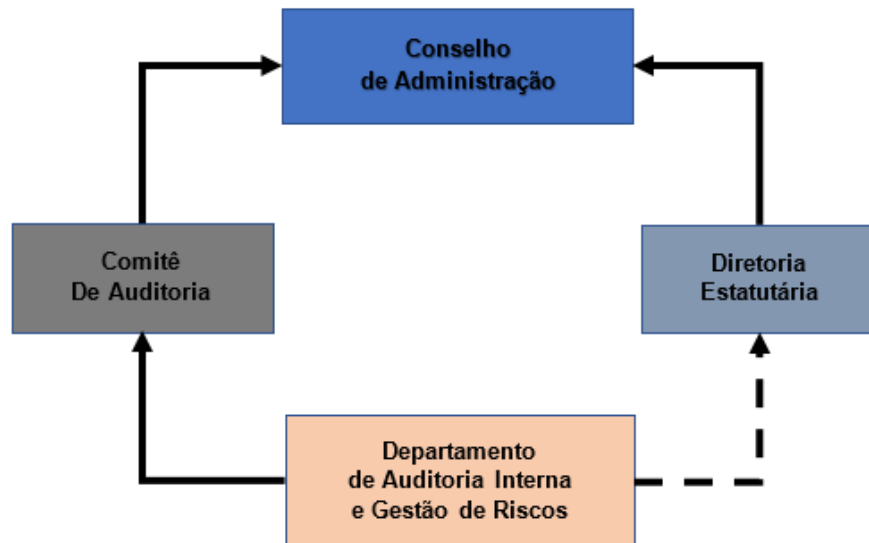 Conselho
de Administração
Comitê
De Auditoria
Diretoria
Estatutária
Departamento
de Auditoria Interna
e Gestão de Riscos